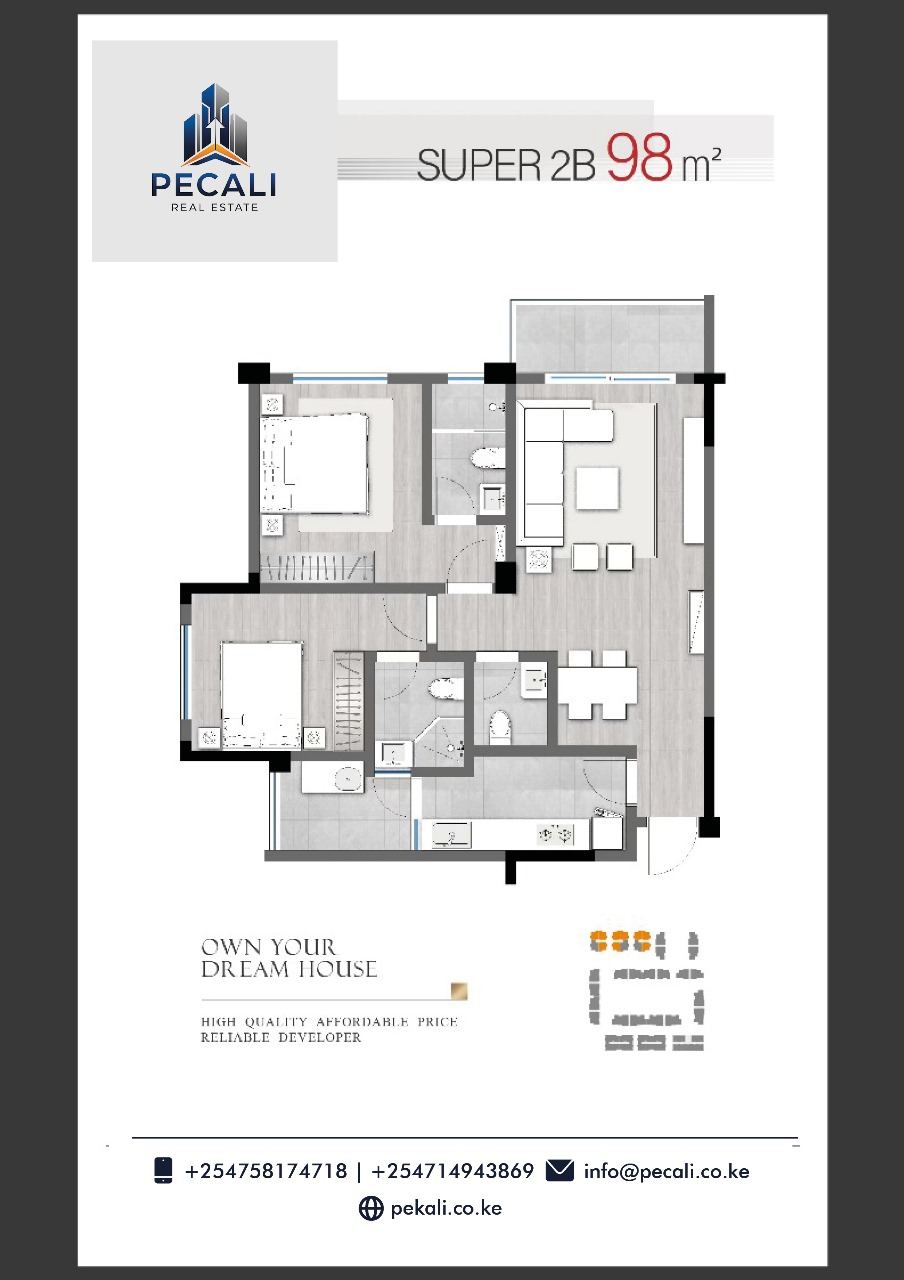 PECALI
REAL ESTATE
SUPER 2B 98 m²
OWN YOUR
DREAM HOUSE
HIGH QUALITY AFFORDABLE PRICE
RELIABLE DEVELOPER
+254758174718 | +254714943869 info@pecali.co.ke
pekali.co.ke